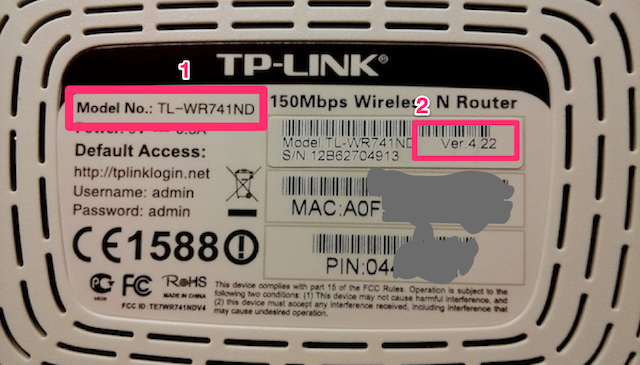 1
TP-LINK®
Model No.: TL-WR741ND
150Mbps Wireless N Router
2
Power: 9V 0.6A
Model:TL-WR741ND
Ver:4.22
S/N 12B62704913
Default Access:
http://tplinklogin.net
Username: admin
Password: admin
MAC:A0F
CE1588
PIN:044
FC RoHS
MADE IN CHINA
FCC ID:TE7WR741NDV4
This device complies with part 15 of the FCC Rules. Operation is subject to the
following two conditions: (1) This device may not cause harmful interference, and
(2) this device must accept any interference received, including interference that
may cause undesired operation.